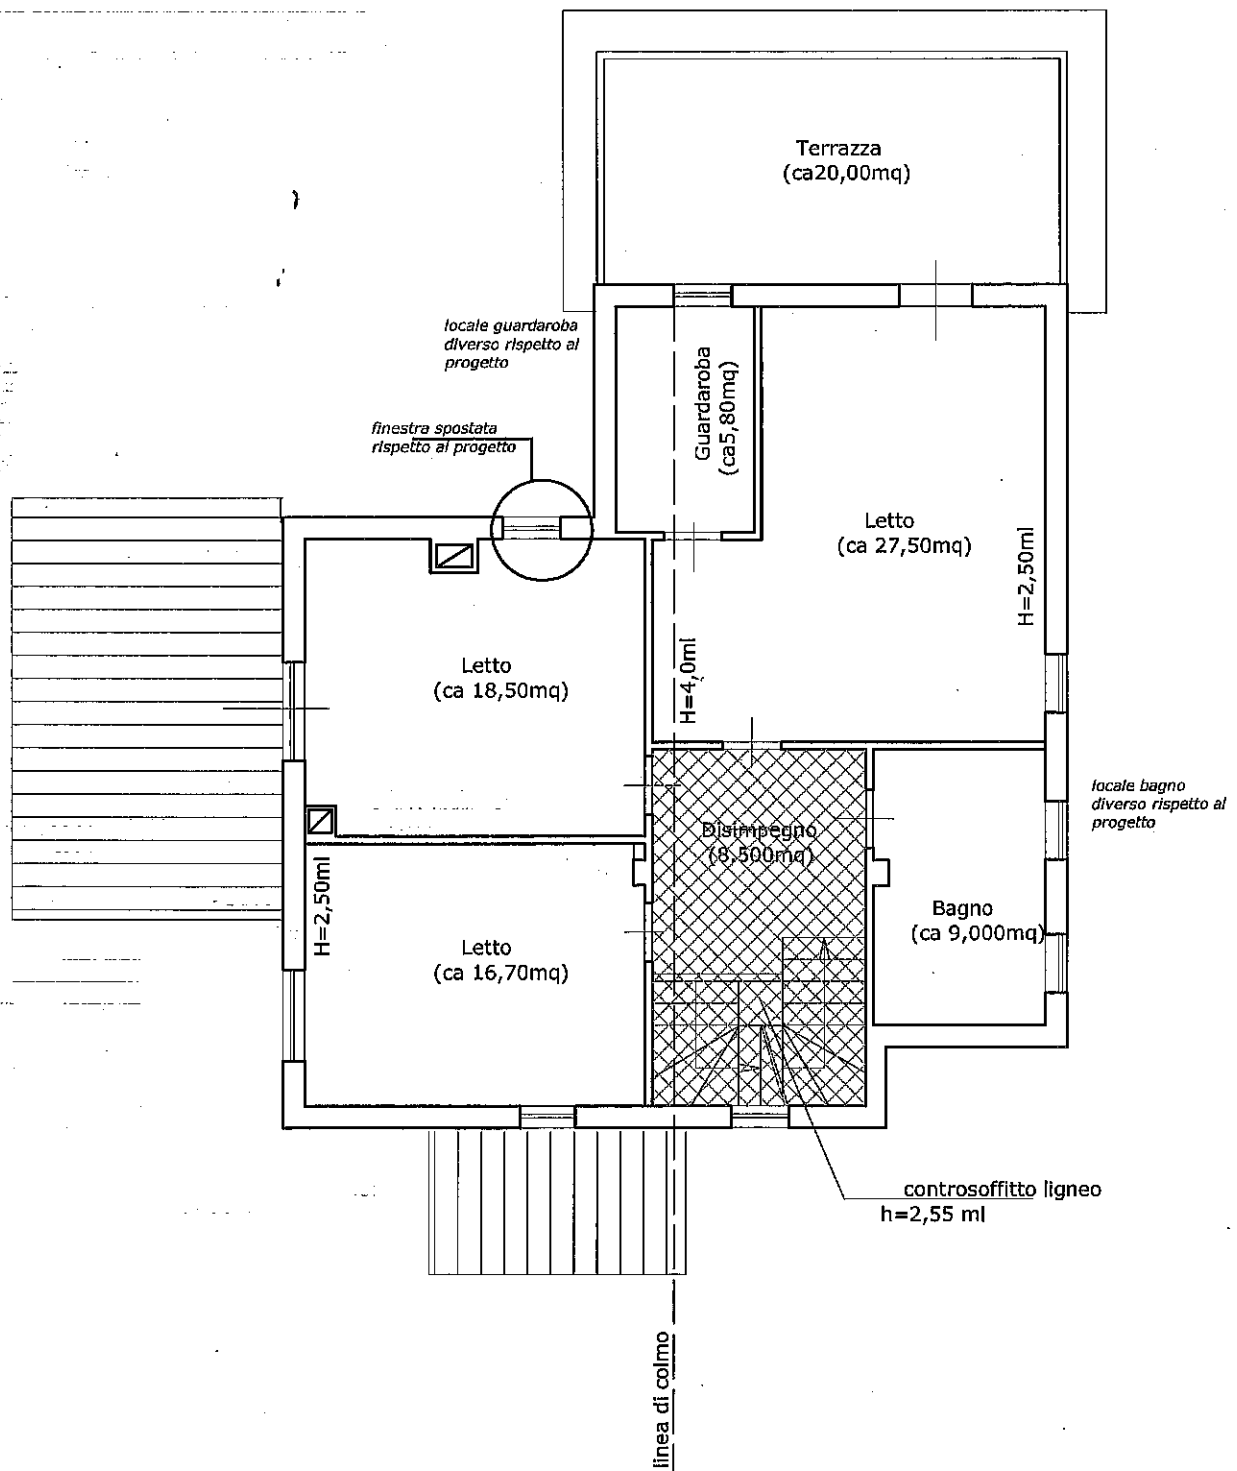 Terrazza
(ca20,00mq)
locale guardaroba
diverso rispetto al
progetto
finestra spostata
rispetto al progetto
Guardaroba
(ca5,80mq)
Letto
(ca 27,50mq)
H=2,50ml
Letto
(ca 18,50mq)
H=4,0ml
locale bagno
diverso rispetto al
progetto
Disimpegno
(8.500mq)
H=2,50ml
Letto
(ca 16,70mq)
Bagno
(ca 9,000mq)
controsoffitto ligneo
h=2,55 ml
linea di colmo